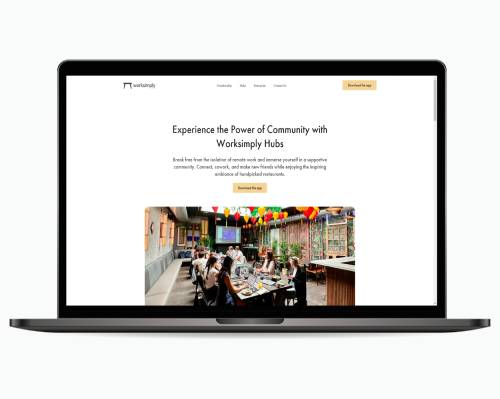 worksimply
Membership Hubs Enterprise Contact Us
Download the app
Experience the Power of Community with
Worksimply Hubs
Break free from the isolation of remote work and immerse yourself in a supportive
community. Connect, cowork, and make new friends while enjoying the inspiring
ambiance of handpicked restaurants.
Download the app